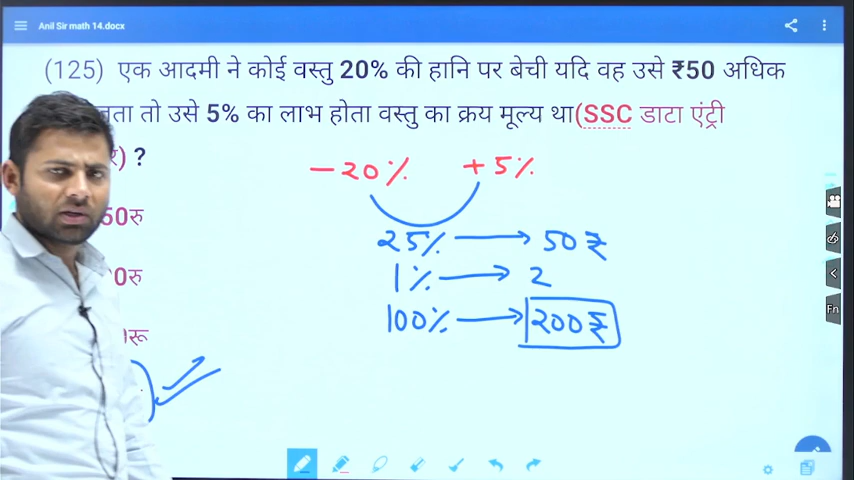 Anil Sir math 14.docx
(125) एक आदमी ने कोई वस्तु 20% की हानि पर बेची यदि वह उसे ₹50 अधिक
तो उसे 5% का लाभ होता वस्तु का क्रय मूल्य था(SSC डाटा एंट्री
?
-20% +5%
25% → 50₹
1% → 2
100% → 200₹
Fn